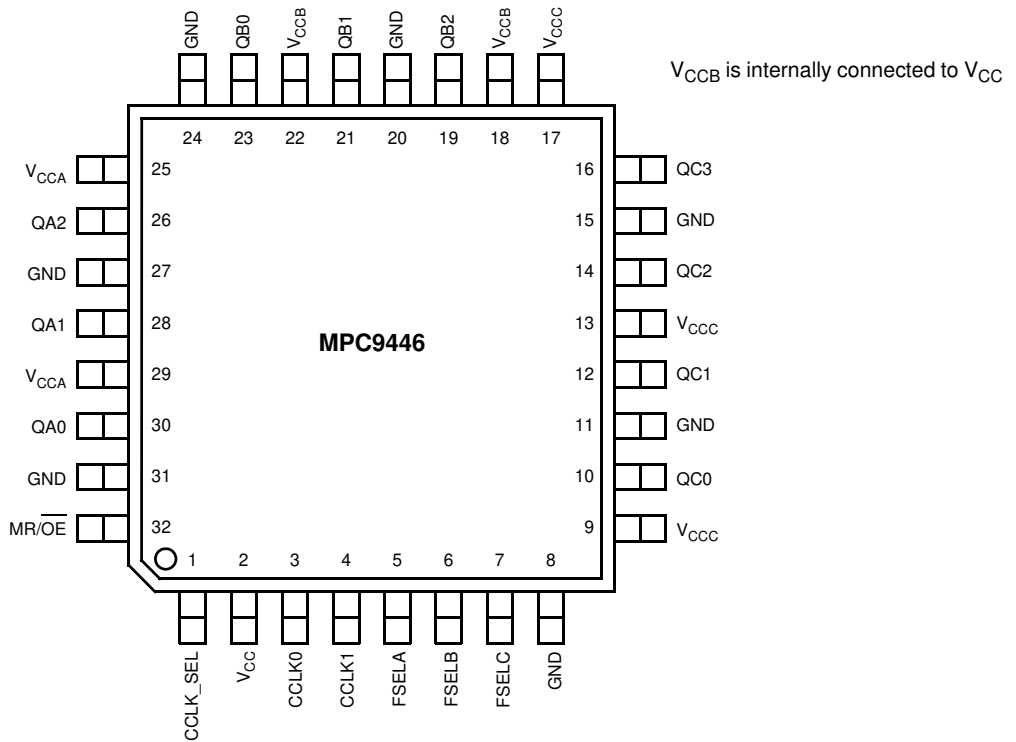 GND QB0 VCCB QB1 GND QB2 VCCB VCCC
VCCB is internally connected to VCC
24 23 22 21 20 19 18 17
VCCA 25 16 QC3
QA2 26 15 GND
GND 27 14 QC2
QA1 28 13 VCCC
MPC9446
VCCA 29 12 QC1
QA0 30 11 GND
GND 31 10 QC0
MR/O̅E̅ 32 9 VCCC
1 2 3 4 5 6 7 8
CCLK_SEL VCC CCLK0 CCLK1 FSELA FSELB FSELC GND